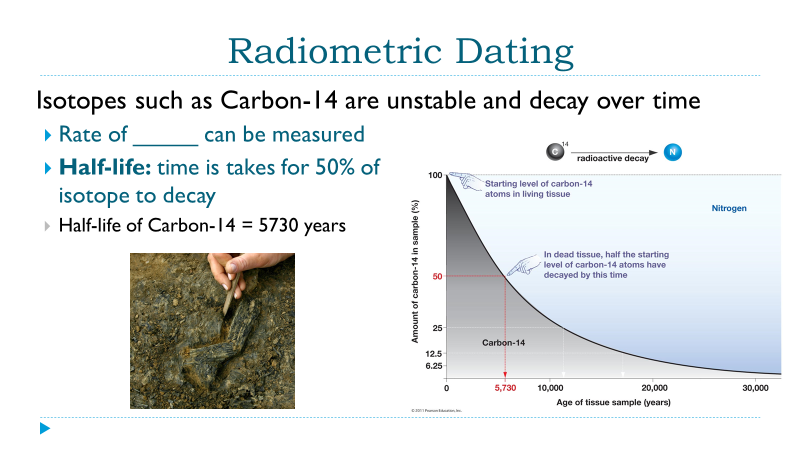 Radiometric Dating
Isotopes such as Carbon-14 are unstable and decay over time
Rate of _____ can be measured
Half-life: time is takes for 50% of
isotope to decay
Half-life of Carbon-14 = 5730 years
C 14 radioactive decay N
100
Starting level of carbon-14
atoms in living tissue
Nitrogen
Amount of carbon-14 in sample (%)
In dead tissue, half the starting
level of carbon-14 atoms have
decayed by this time
50
25
Carbon-14
12.5
6.25
0 5,730 10,000 20,000 30,000
Age of tissue sample (years)
© 2011 Pearson Education, Inc.